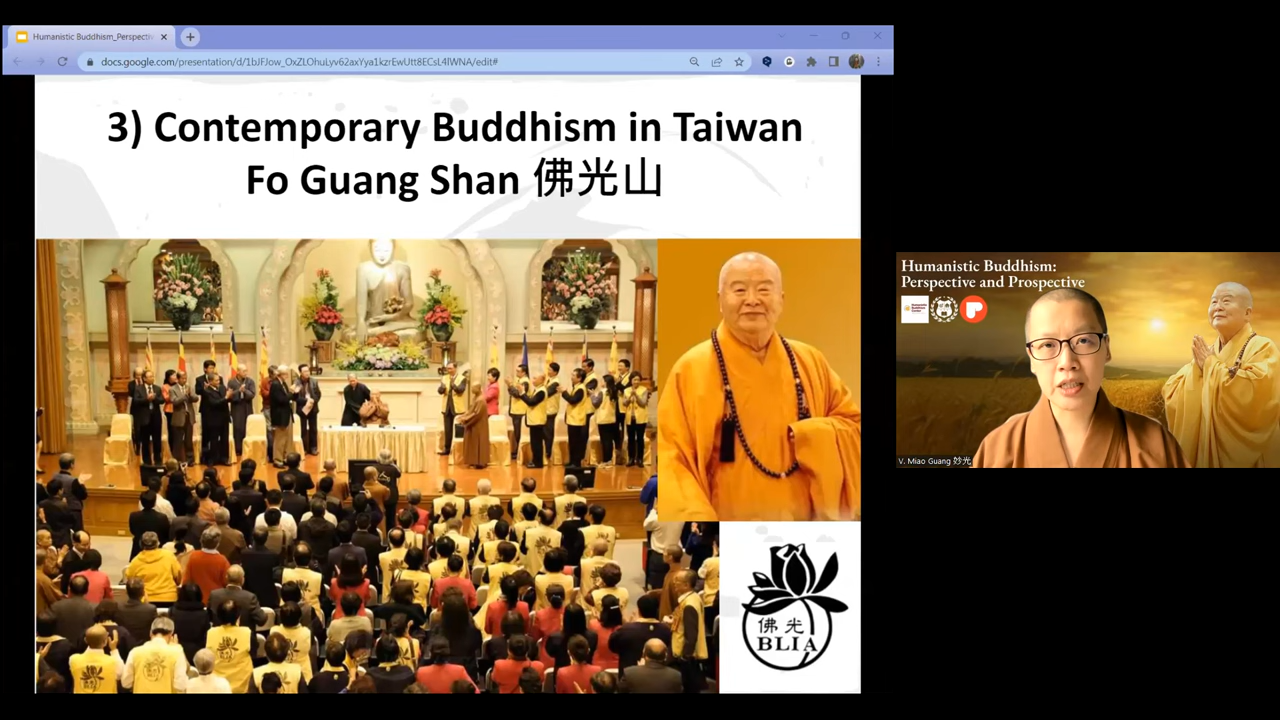 Humanistic Buddhism_Perspectiv
docs.google.com/presentation/d/1bJFJow_OxZLOhuLyv62axYya1kzrEwUtt8ECsL4lWNA/edit#
3) Contemporary Buddhism in Taiwan
Fo Guang Shan 佛光山
佛光
BLIA
Humanistic Buddhism:
Perspective and Prospective
V. Miao Guang 妙光